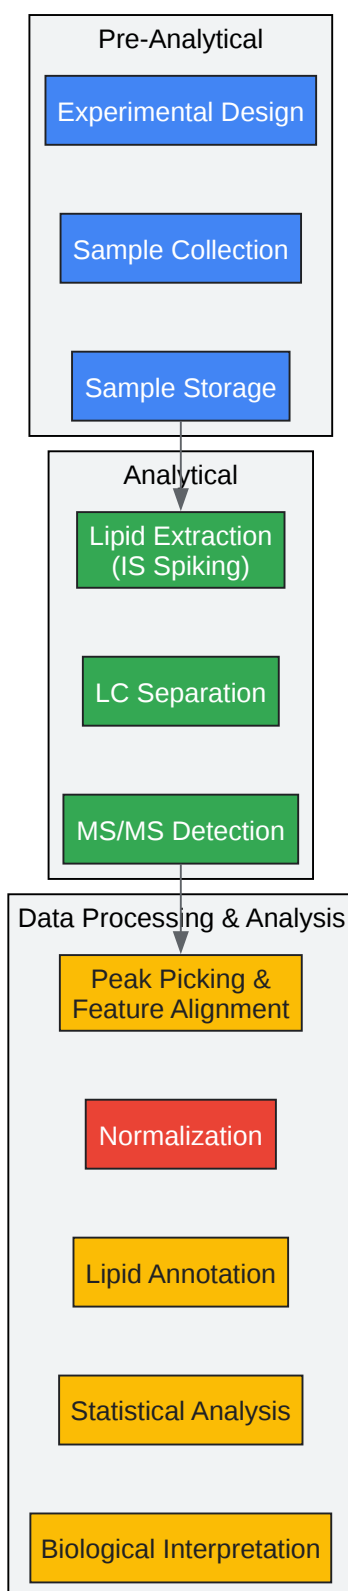 Pre-Analytical
Experimental Design
Sample Collection
Sample Storage
Analytical
Lipid Extraction
(IS Spiking)
LC Separation
MS/MS Detection
Data Processing & Analysis
Peak Picking &
Feature Alignment
Normalization
Lipid Annotation
Statistical Analysis
Biological Interpretation